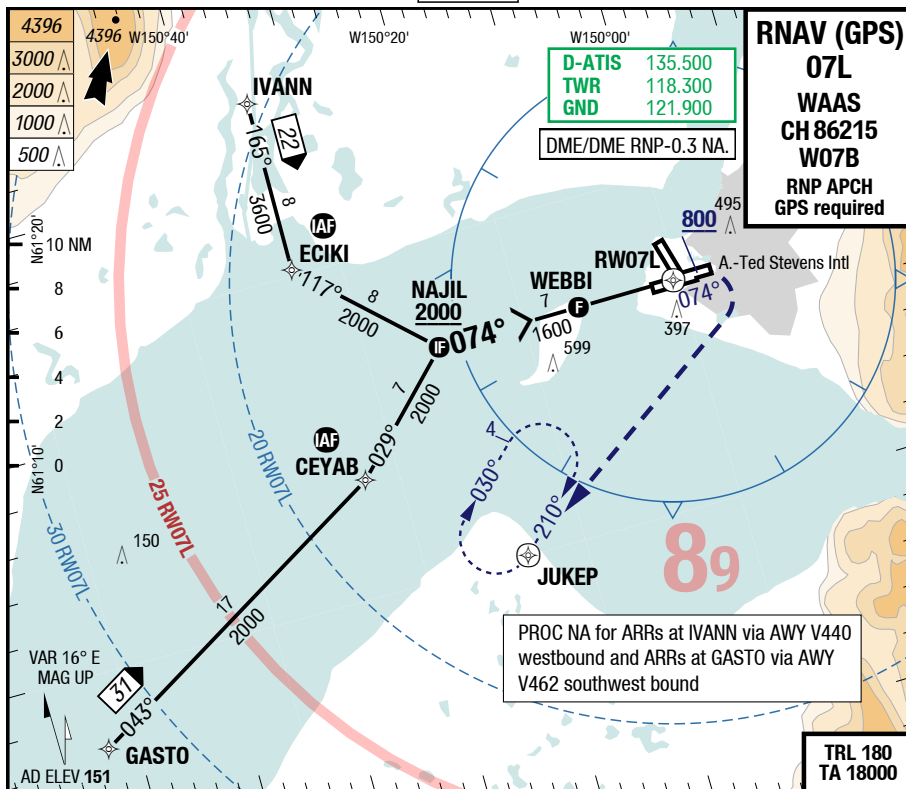 4396
3000
2000
1000
500
4396
W150°40'
W150°20'
W150°00'
RNAV (GPS)
07L
WAAS
CH 86215
W07B
RNP APCH
GPS required
D-ATIS 135.500
TWR 118.300
GND 121.900
DME/DME RNP-0.3 NA.
IVANN
165°
22
8
3600
IAF
ECIKI
117°
8
2000
NAJIL
2000
IF
074°
7
1600
WEBBI
F
599
RW07L
800
495
A.-Ted Stevens Intl
074°
397
N61°20'
10 NM
8
6
4
2
0
N61°10'
7
2000
029°
IAF
CEYAB
20 RW07L
25 RW07L
30 RW07L
150
17
2000
4
030°
210°
JUKEP
89
PROC NA for ARRs at IVANN via AWY V440
westbound and ARRs at GASTO via AWY
V462 southwest bound
VAR 16° E
MAG UP
31
043°
GASTO
AD ELEV 151
TRL 180
TA 18000